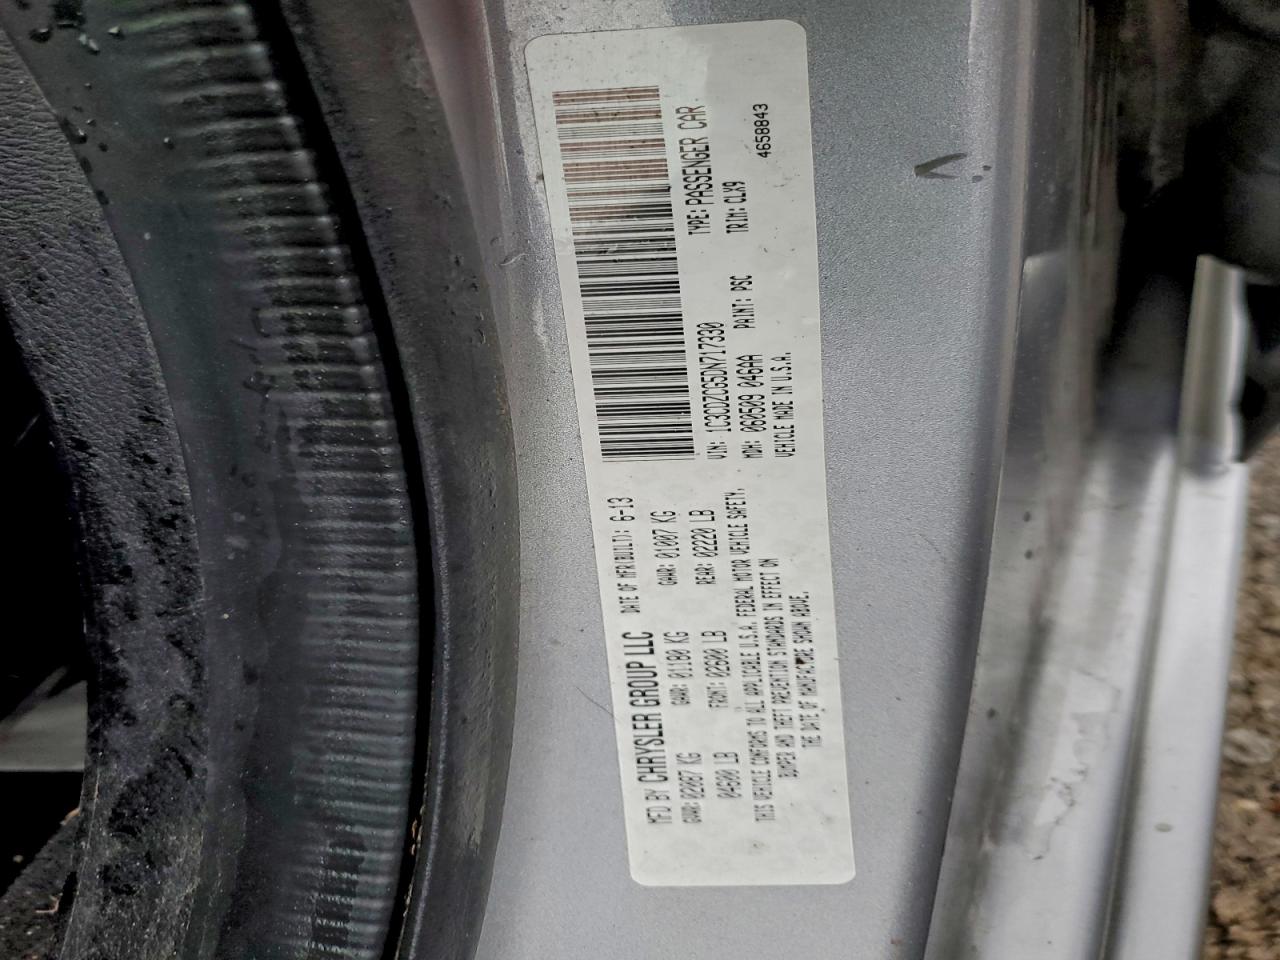 MFD BY CHRYSLER GROUP LLC DATE OF MFR(BUILT): 6-13
GVWR: 02087 KG GAWR: 01180 KG GAWR: 01007 KG
04600 LB FRONT: 02600 LB REAR: 02220 LB
THIS VEHICLE CONFORMS TO ALL APPLICABLE U.S.A. FEDERAL MOTOR VEHICLE SAFETY,
BUMPER AND THEFT PREVENTION STANDARDS IN EFFECT ON
THE DATE OF MANUFACTURE SHOWN ABOVE.
VIN: 1C3CDZCG5DN717330 TYPE: PASSENGER CAR
MDH: 060509 046AA PAINT: PSC TRIM: CLX9
VEHICLE MADE IN U.S.A. 4658843